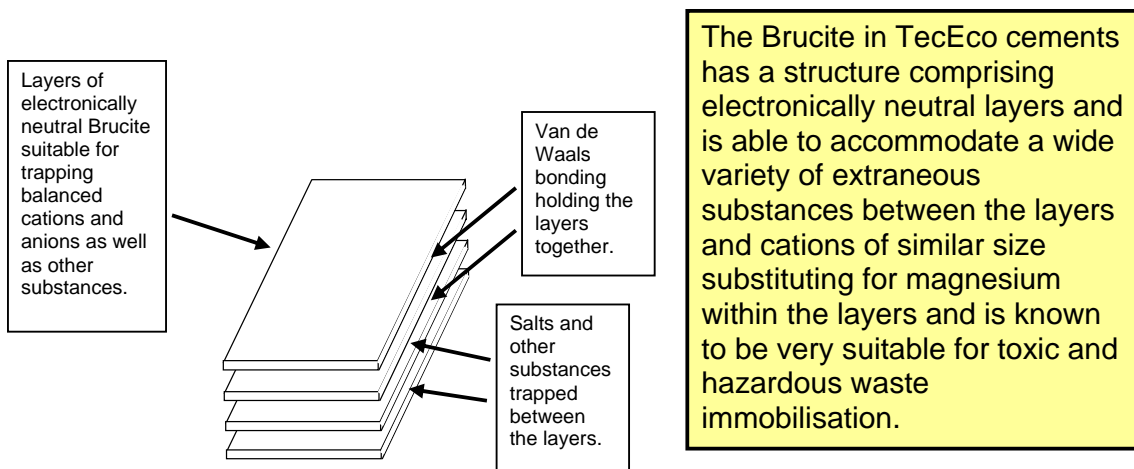 Layers of
electronically
neutral Brucite
suitable for
trapping
balanced
cations and
anions as well
as other
substances.
Van de
Waals
bonding
holding the
layers
together.
Salts and
other
substances
trapped
between
the layers.
The Brucite in TecEco cements
has a structure comprising
electronically neutral layers and
is able to accommodate a wide
variety of extraneous
substances between the layers
and cations of similar size
substituting for magnesium
within the layers and is known
to be very suitable for toxic and
hazardous waste
immobilisation.